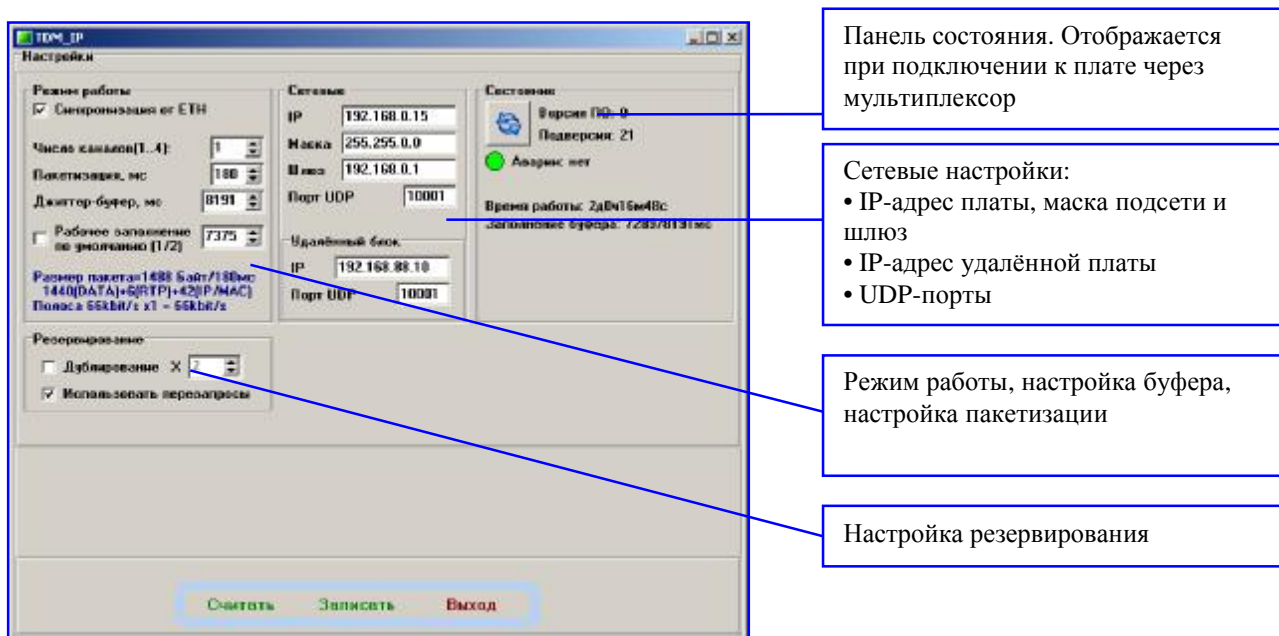 TDM_IP
Настройки
Режим работы
Синхронизация от ETH
Число каналов(1..4): 1
Пакетизация, мс 180
Джиттер-буфер, мс 8191
Рабочее заполнение
по умолчанию (1/2) 7375
Размер пакета=1488 Байт/180мс
1440(DATA)+6(RTP)+42(IP/MAC)
Полоса 66kbit/s x1 = 66kbit/s
Резервирование
Дублирование X 2
Использовать перезапросы
Сетевые
IP 192.168.0.15
Маска 255.255.0.0
Шлюз 192.168.0.1
Порт UDP 10001
Удалённый блок
IP 192.168.88.10
Порт UDP 10001
Состояние
Версия ПО: 0
Подверсия: 21
Авария: нет
Время работы: 2д0ч16м48с
Заполнение буфера:
Считать Записать Выход
Панель состояния. Отображается
при подключении к плате через
мультиплексор
Сетевые настройки:
• IP-адрес платы, маска подсети и
шлюз
• IP-адрес удалённой платы
• UDP-порты
Режим работы, настройка буфера,
настройка пакетизации
Настройка резервирования